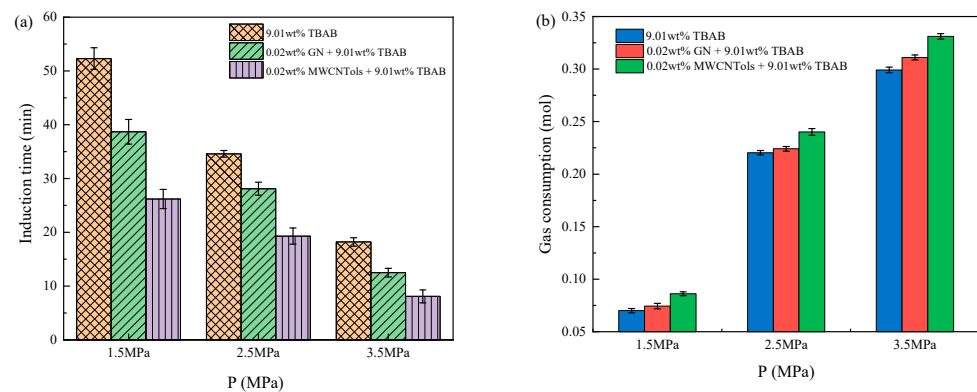 (a)
60
50
40
30
20
10
0
Induction time (min)
9.01wt% TBAB
0.02wt% GN + 9.01wt% TBAB
0.02wt% MWCNTols + 9.01wt% TBAB
1.5MPa 2.5MPa 3.5MPa
P (MPa)
(b)
0.35
0.30
0.25
0.20
0.15
0.10
0.05
Gas consumption (mol)
9.01wt% TBAB
0.02wt% GN + 9.01wt% TBAB
0.02wt% MWCNTols + 9.01wt% TBAB
1.5MPa 2.5MPa 3.5MPa
P (MPa)